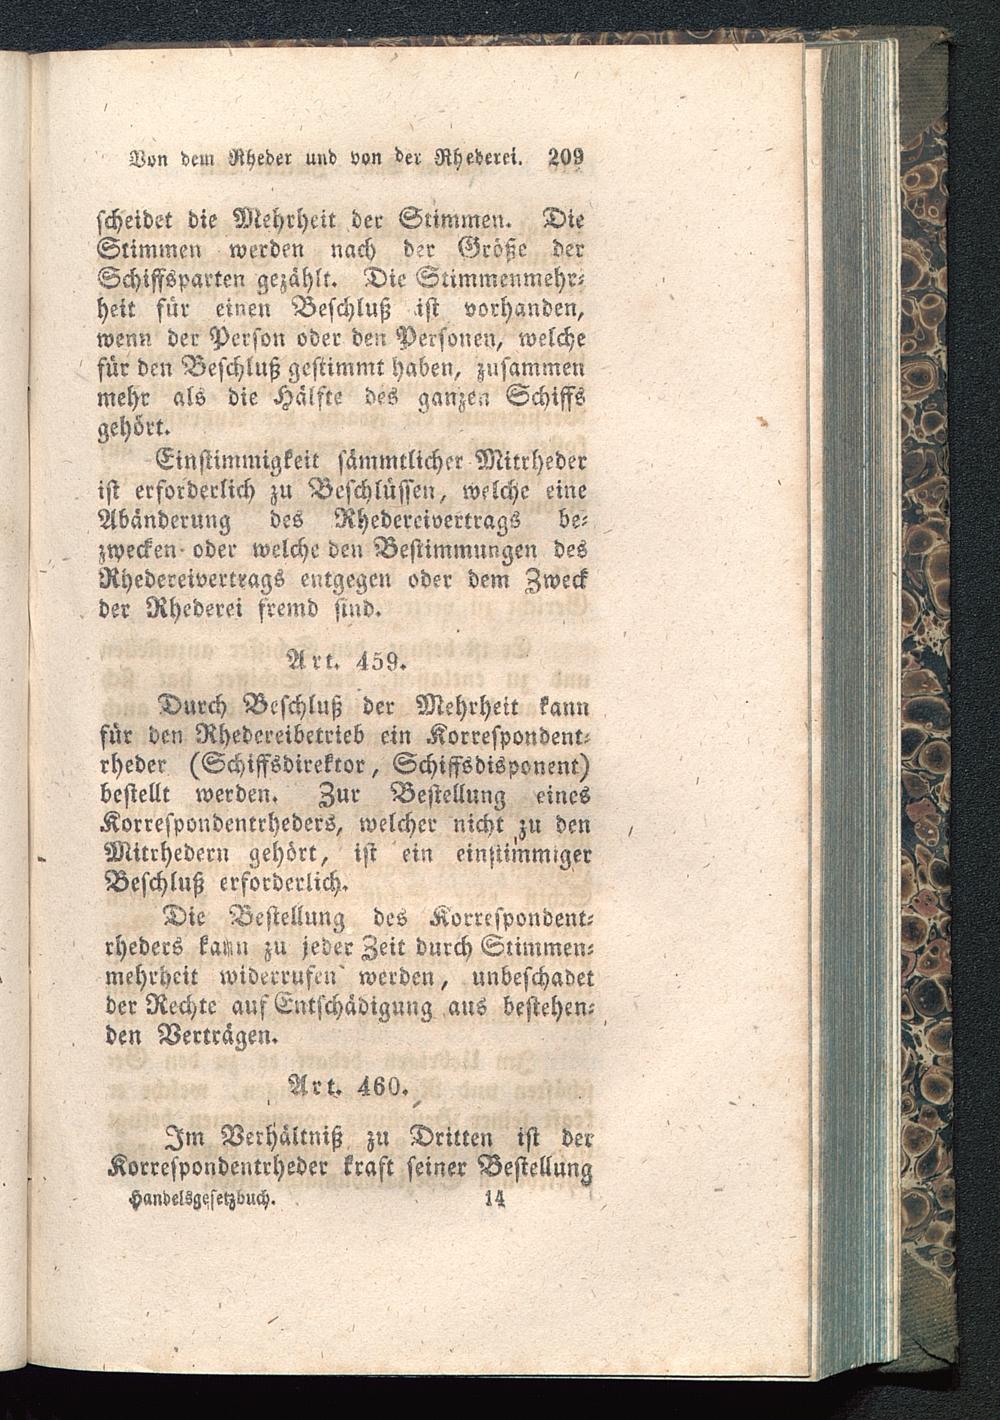 Von dem Rheder und von der Rhederei. 209
scheidet die Mehrheit der Stimmen. Die
Stimmen werden nach der Größe der
Schiffsparten gezählt. Die Stimmenmehr-
heit für einen Beschluß ist vorhanden,
wenn der Person oder den Personen, welche
für den Beschluß gestimmt haben, zusammen
mehr als die Hälfte des ganzen Schiffs
gehört.
Einstimmigkeit sämmtlicher Mitrheder
ist erforderlich zu Beschlüssen, welche eine
Abänderung des Rhedereivertrags be-
zwecken oder welche den Bestimmungen des
Rhedereivertrags entgegen oder dem Zweck
der Rhederei fremd sind.
Art. 459.
Durch Beschluß der Mehrheit kann
für den Rhedereibetrieb ein Korrespondent-
rheder (Schiffsdirektor, Schiffsdisponent)
bestellt werden. Zur Bestellung eines
Korrespondentrheders, welcher nicht zu den
Mitrhedern gehört, ist ein einstimmiger
Beschluß erforderlich.
Die Bestellung des Korrespondent-
rheders kann zu jeder Zeit durch Stimmen-
mehrheit widerrufen werden, unbeschadet
der Rechte auf Entschädigung aus bestehen-
den Verträgen.
Art. 460.
Im Verhältniß zu Dritten ist der
Korrespondentrheder kraft seiner Bestellung
Handelsgesetzbuch. 14